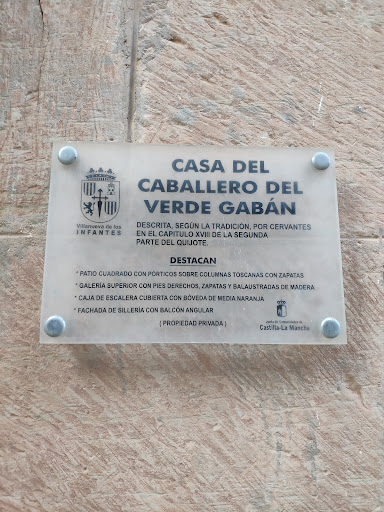 CASA DEL
CABALLERO DEL
VERDE GABÁN
Villanueva de los
INFANTES
DESCRITA, SEGÚN LA TRADICIÓN, POR CERVANTES
EN EL CAPITULO XVIII DE LA SEGUNDA
PARTE DEL QUIJOTE.
DESTACAN
* PATIO CUADRADO CON PÓRTICOS SOBRE COLUMNAS TOSCANAS CON ZAPATAS
* GALERÍA SUPERIOR CON PIES DERECHOS, ZAPATAS Y BALAUSTRADAS DE MADERA
* CAJA DE ESCALERA CUBIERTA CON BÓVEDA DE MEDIA NARANJA
* FACHADA DE SILLERÍA CON BALCÓN ANGULAR
( PROPIEDAD PRIVADA )
Castilla-La Mancha